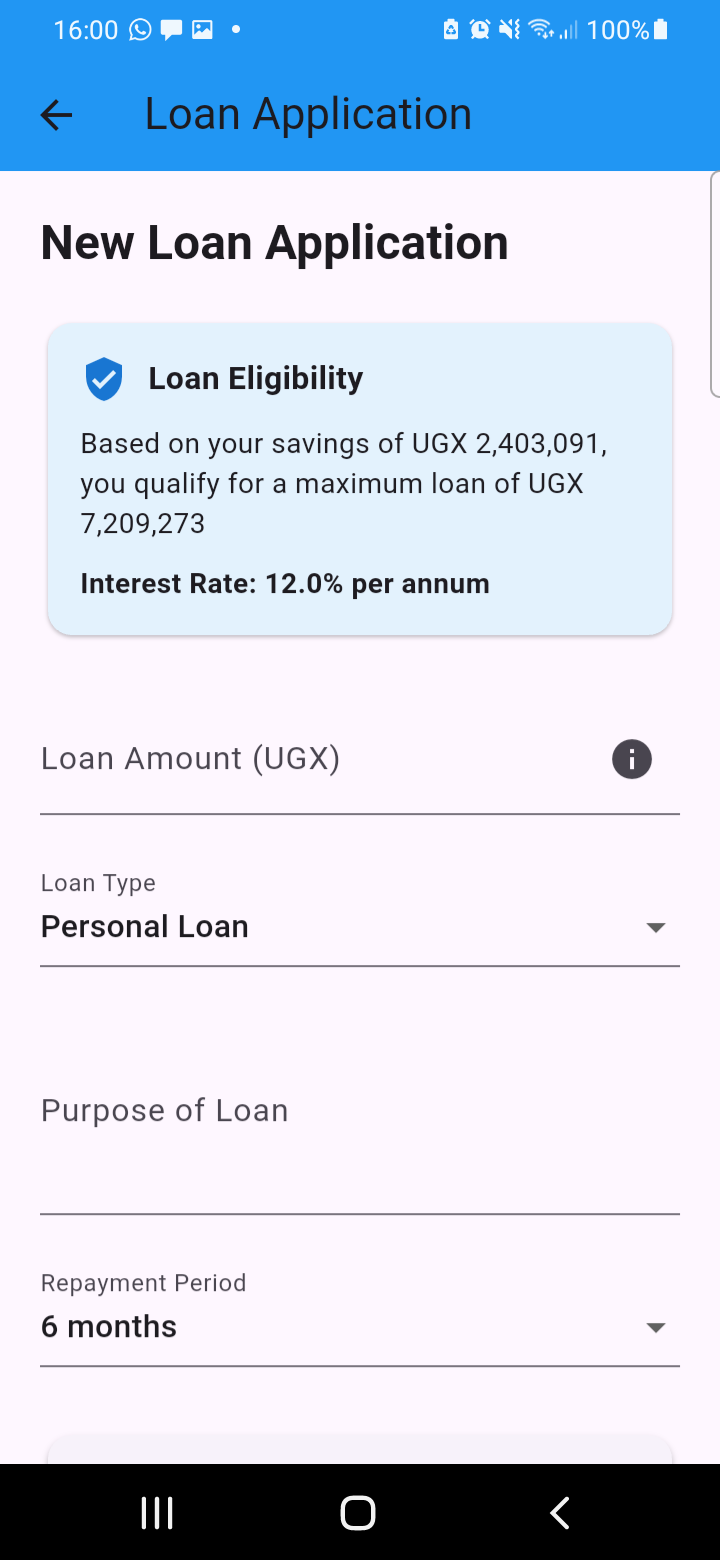 16:00
100%
Loan Application
New Loan Application
Loan Eligibility
Based on your savings of UGX 2,403,091,
you qualify for a maximum loan of UGX
7,209,273
Interest Rate: 12.0% per annum
Loan Amount (UGX)
Loan Type
Personal Loan
Purpose of Loan
Repayment Period
6 months